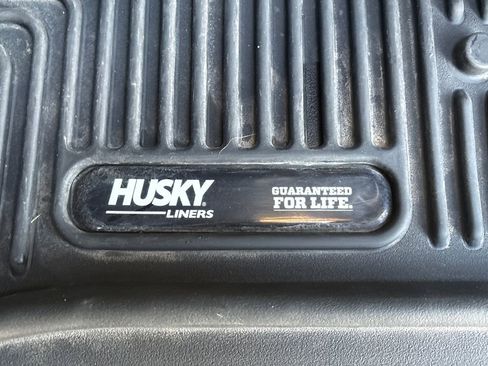 HUSKY®
LINERS
GUARANTEED
FOR LIFE.